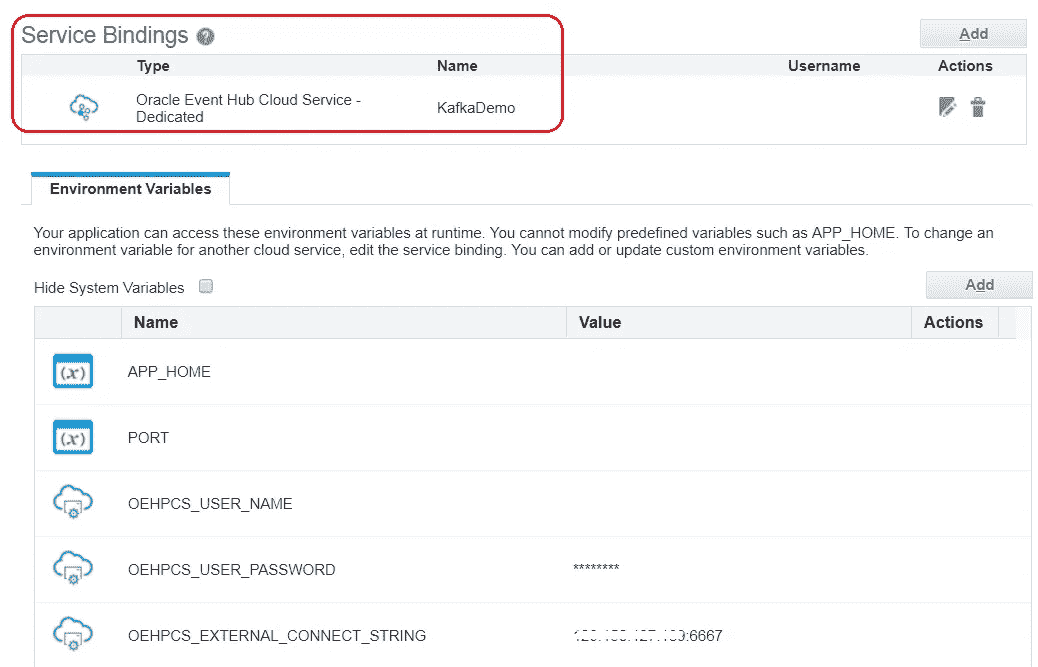 Service Bindings ?
Add
Type Name Username Actions
Oracle Event Hub Cloud Service -
Dedicated
KafkaDemo
Environment Variables
Your application can access these environment variables at runtime. You cannot modify predefined variables such as APP_HOME. To change an
environment variable for another cloud service, edit the service binding. You can add or update custom environment variables.
Hide System Variables
Add
Name Value Actions
(x) APP_HOME
(x) PORT
OEHPCS_USER_NAME
OEHPCS_USER_PASSWORD ********
OEHPCS_EXTERNAL_CONNECT_STRING :6667